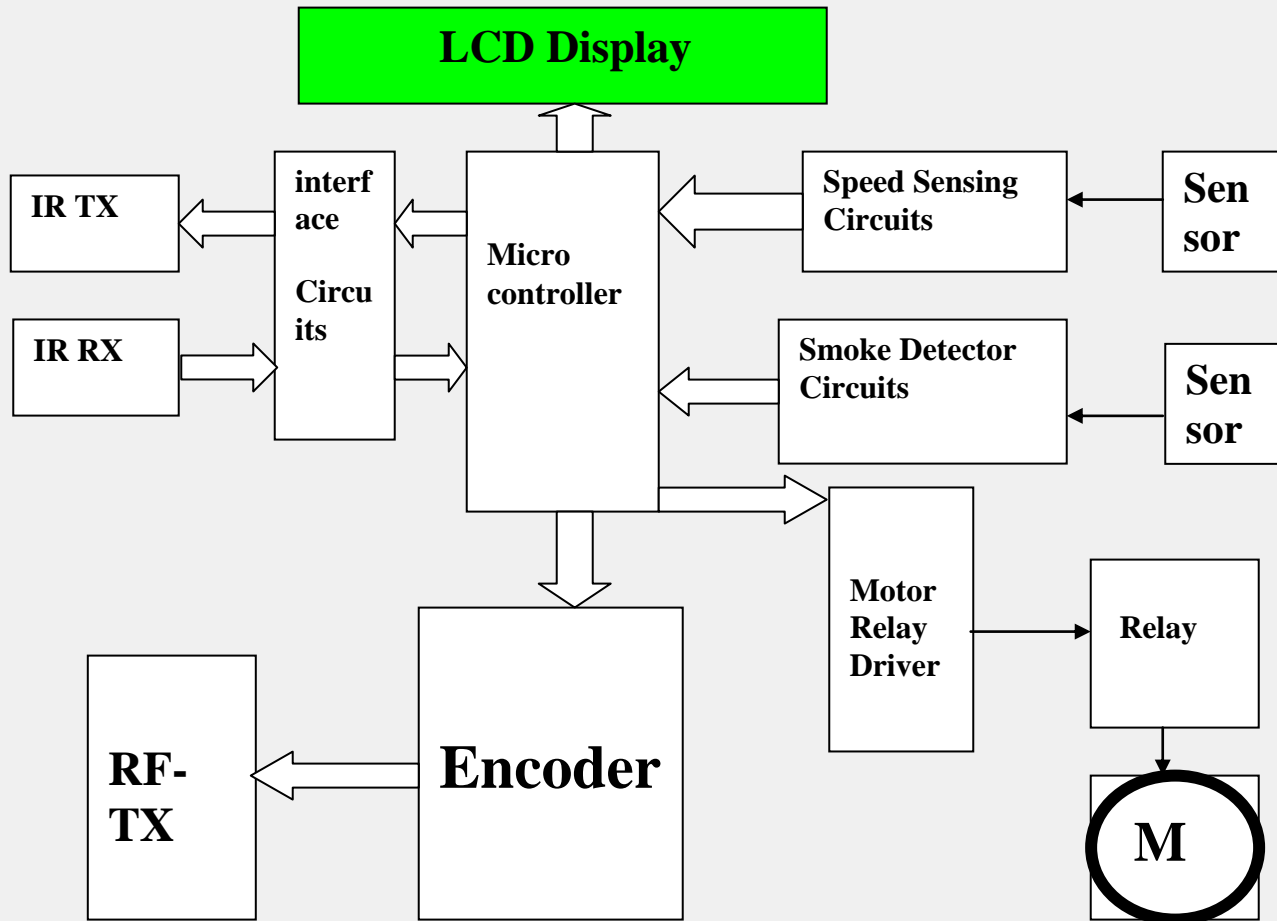 LCD Display
IR TX
interf
ace
Circu
its
Micro
controller
Speed Sensing
Circuits
Sen
sor
IR RX
Smoke Detector
Circuits
Sen
sor
Motor
Relay
Driver
Relay
RF-
TX
Encoder
M